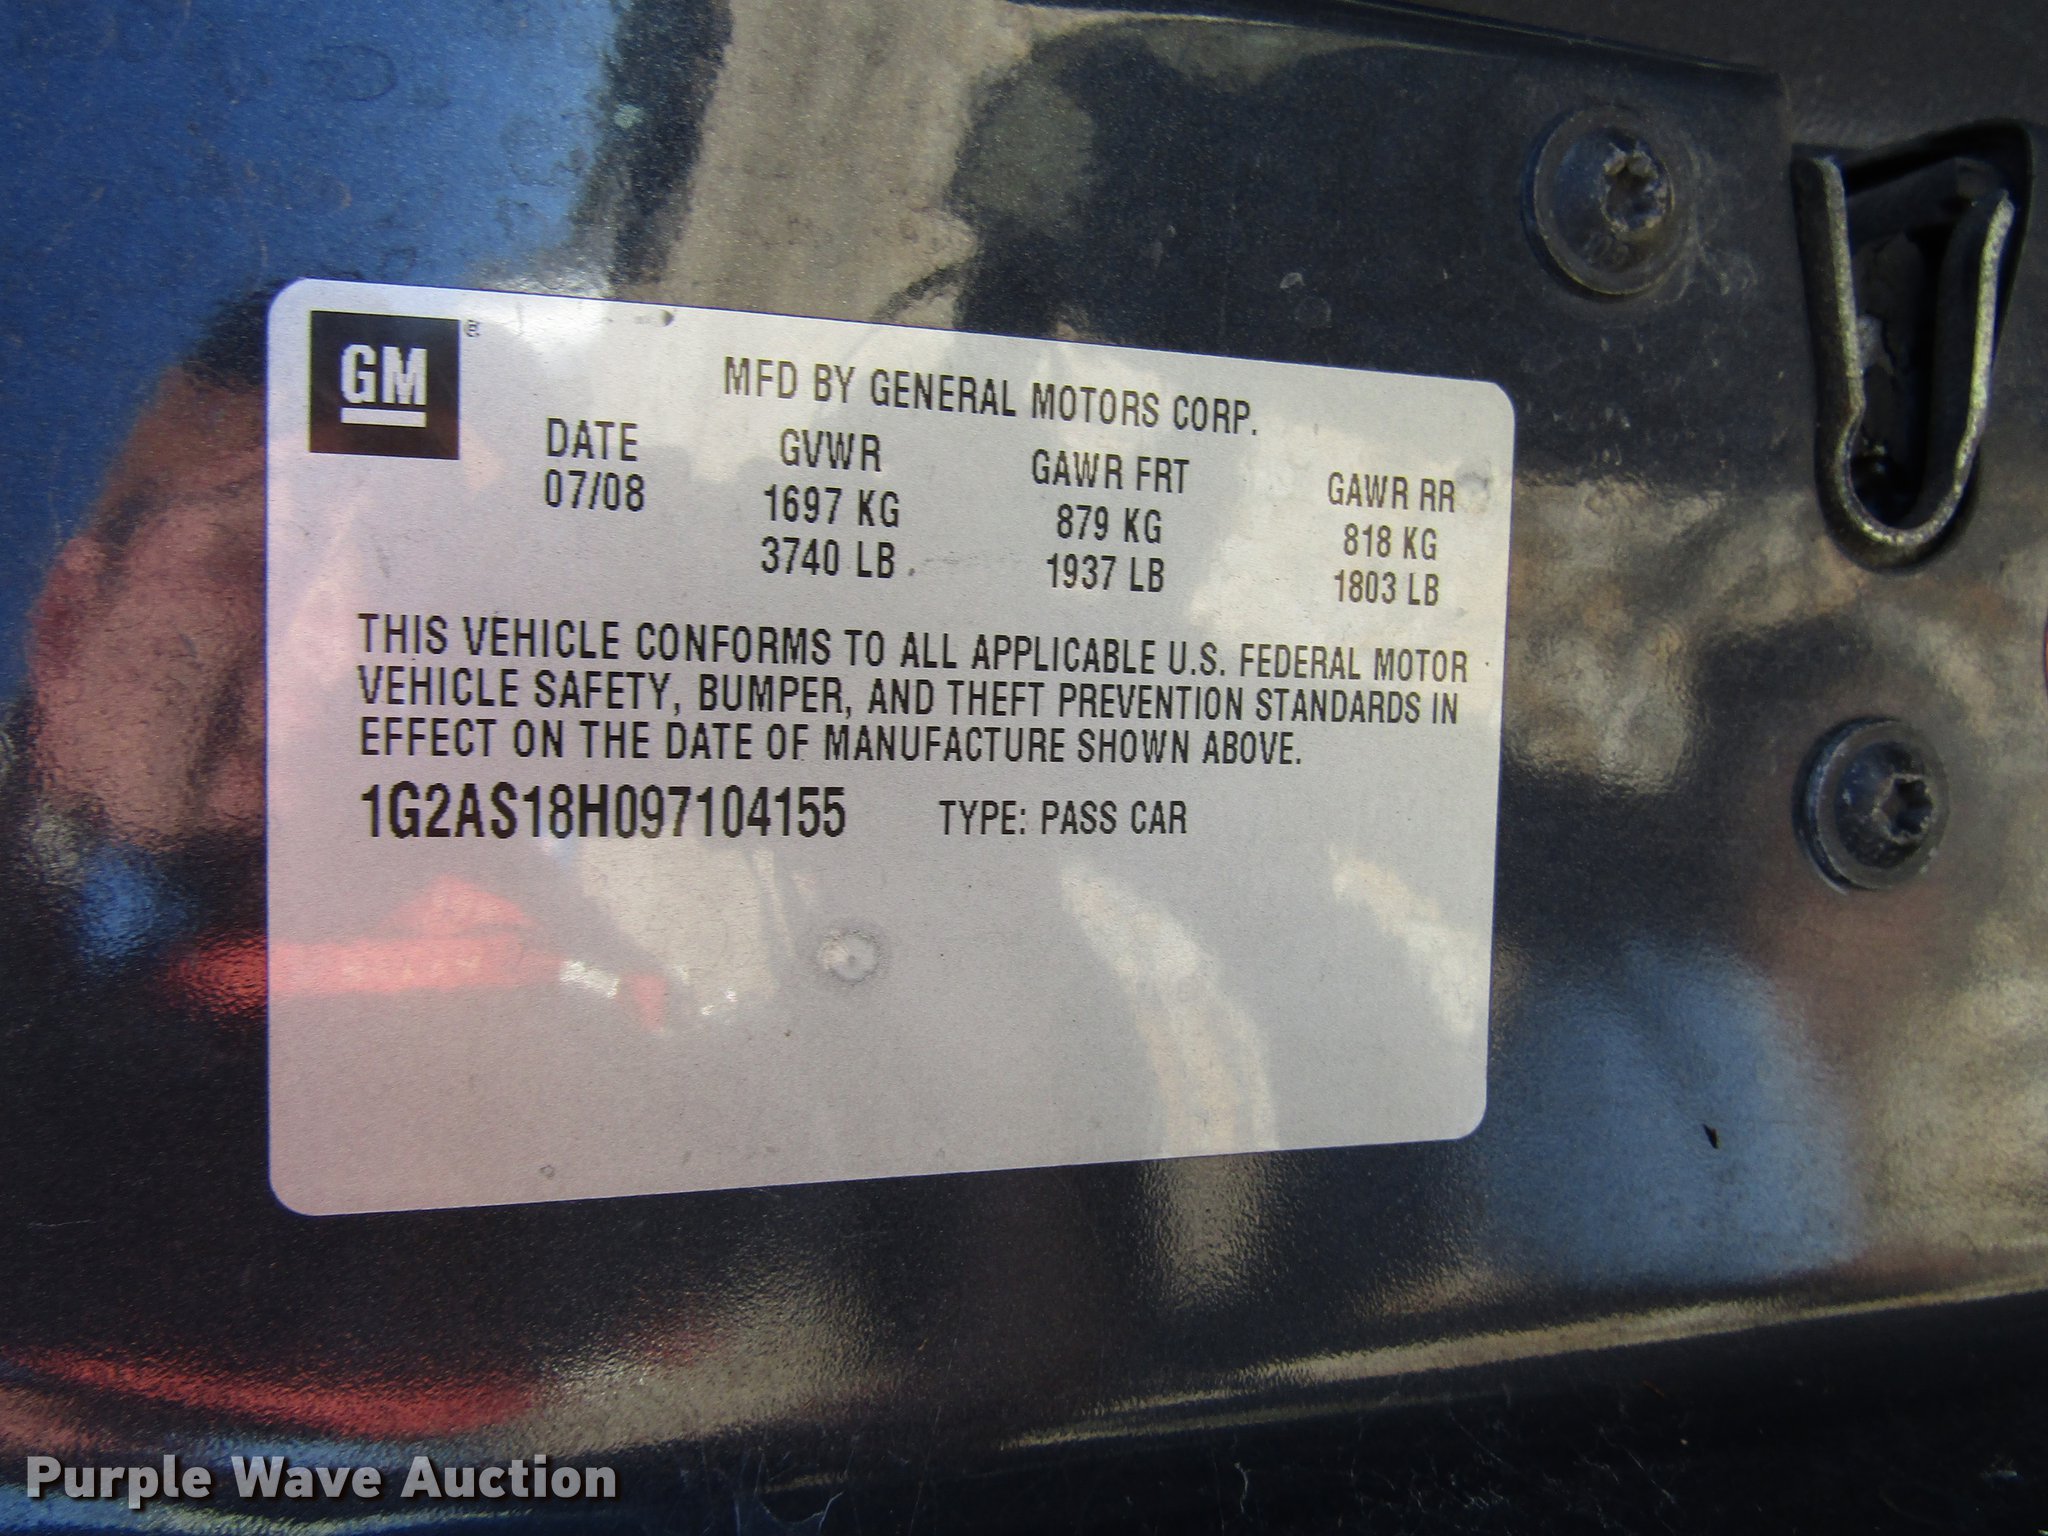 GM ®
MFD BY GENERAL MOTORS CORP.
DATE GVWR GAWR FRT GAWR RR
07/08 1697 KG 879 KG 818 KG
3740 LB 1937 LB 1803 LB
THIS VEHICLE CONFORMS TO ALL APPLICABLE U.S. FEDERAL MOTOR
VEHICLE SAFETY, BUMPER, AND THEFT PREVENTION STANDARDS IN
EFFECT ON THE DATE OF MANUFACTURE SHOWN ABOVE.
1G2AS18H097104155 TYPE: PASS CAR
Purple Wave Auction